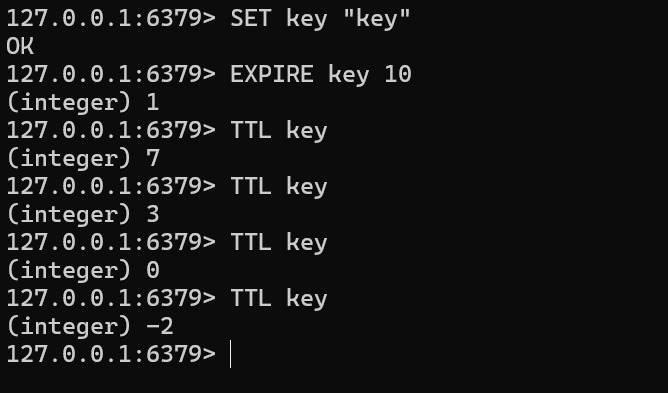 127.0.0.1:6379> SET key "key"
OK
127.0.0.1:6379> EXPIRE key 10
(integer) 1
127.0.0.1:6379> TTL key
(integer) 7
127.0.0.1:6379> TTL key
(integer) 3
127.0.0.1:6379> TTL key
(integer) 0
127.0.0.1:6379> TTL key
(integer) -2
127.0.0.1:6379>